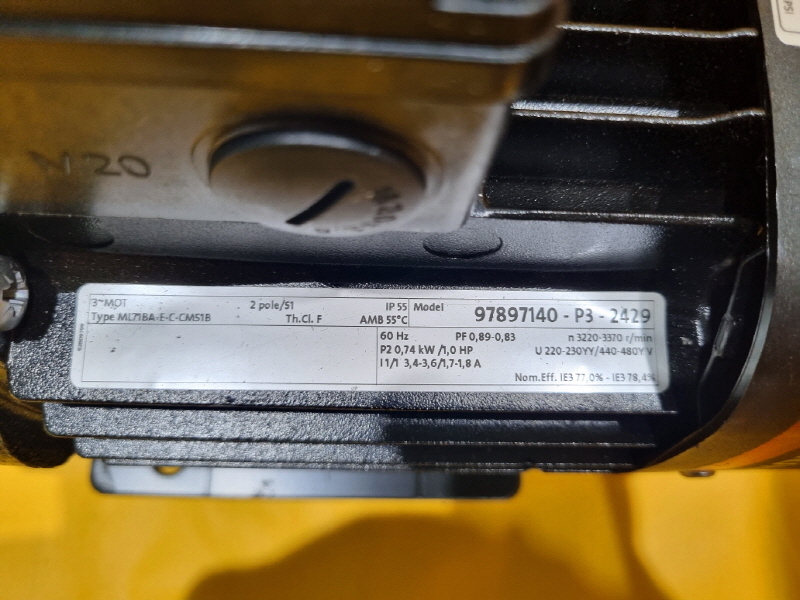 PSI
N20
3~MOT 2 pole/S1 IP 55
Type ML71BA-E-C-CM51B Th.Cl. F AMB 55°C
Model 97897140 - P3 - 2429
60 Hz PF 0,89-0,83 n 3220-3370 r/min
P2 0,74 kW /1,0 HP U 220-230YY/440-480Y V
I1/1 3,4-3,6/1,7-1,8 A
Nom.Eff. IE3 77,0% - IE3 78,4%